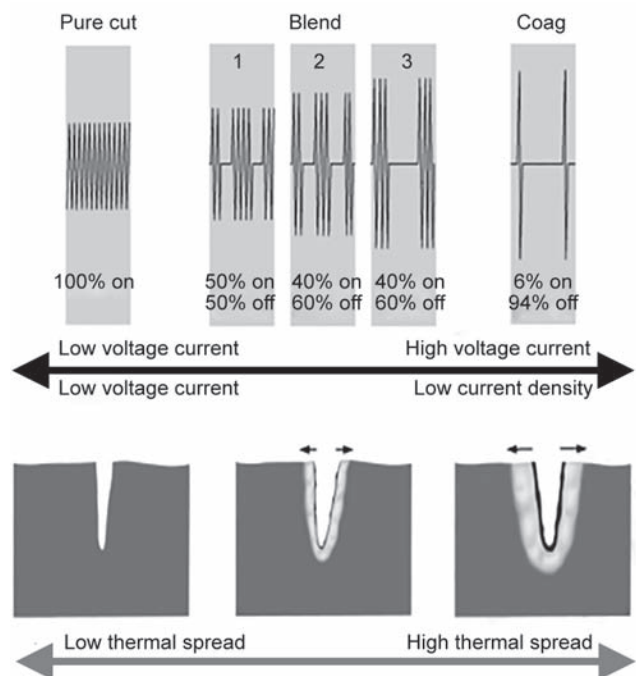 Pure cut
Blend
Coag
1
2
3
100% on
50% on
50% off
40% on
60% off
40% on
60% off
6% on
94% off
Low voltage current
High voltage current
Low voltage current
Low current density
Low thermal spread
High thermal spread